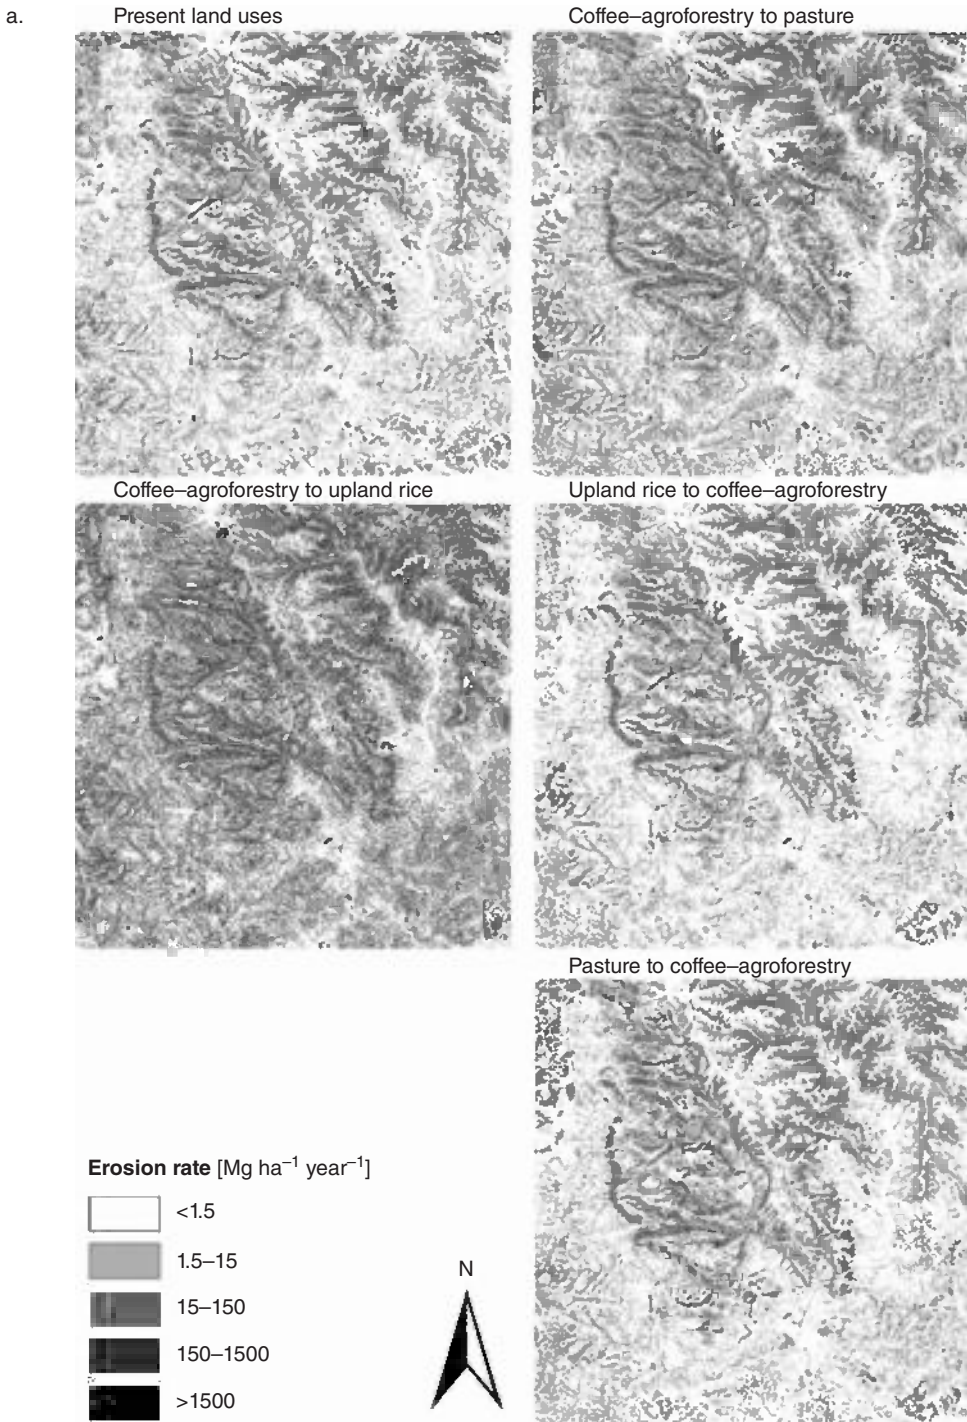 a.
Present land uses
Coffee–agroforestry to pasture
Coffee–agroforestry to upland rice
Upland rice to coffee–agroforestry
Pasture to coffee–agroforestry
Erosion rate [Mg ha⁻¹ year⁻¹]
<1.5
1.5–15
15–150
150–1500
>1500
N